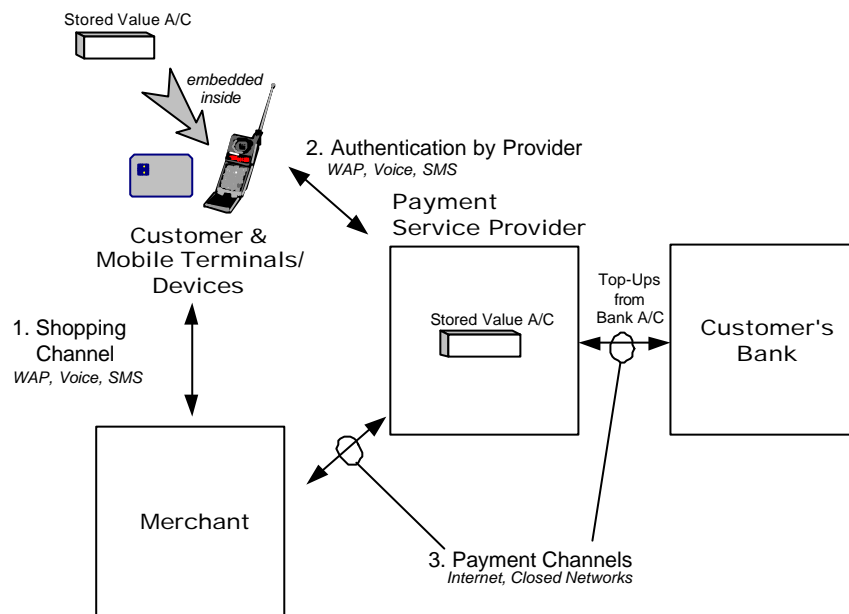 Stored Value A/C
embedded
inside
2. Authentication by Provider
WAP, Voice, SMS
Payment
Service Provider
Customer &
Mobile Terminals/
Devices
Top-Ups
from
Bank A/C
Stored Value A/C
Customer's
Bank
1. Shopping
Channel
WAP, Voice, SMS
Merchant
3. Payment Channels
Internet, Closed Networks